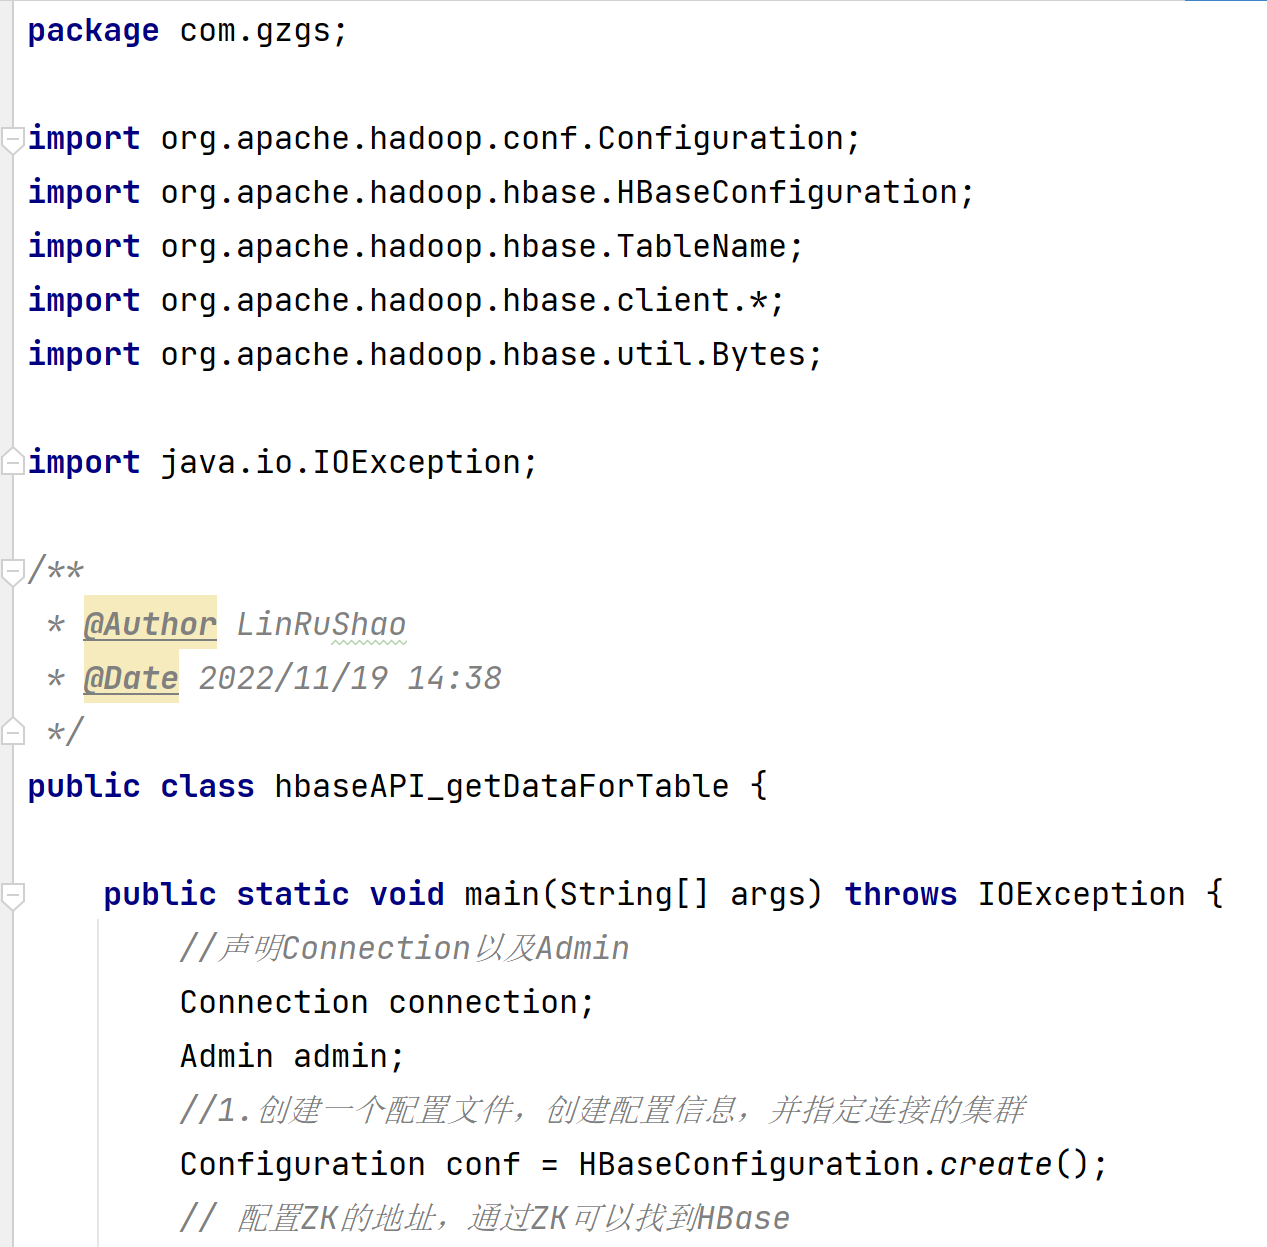 package com.gzgs;
import org.apache.hadoop.conf.Configuration;
import org.apache.hadoop.hbase.HBaseConfiguration;
import org.apache.hadoop.hbase.TableName;
import org.apache.hadoop.hbase.client.*;
import org.apache.hadoop.hbase.util.Bytes;
import java.io.IOException;
/**
 * @Author LinRuShao
 * @Date 2022/11/19 14:38
 */
public class hbaseAPI_getDataForTable {
    public static void main(String[] args) throws IOException {
        //声明Connection以及Admin
        Connection connection;
        Admin admin;
        //1.创建一个配置文件，创建配置信息，并指定连接的集群
        Configuration conf = HBaseConfiguration.create();
        // 配置ZK的地址，通过ZK可以找到HBase